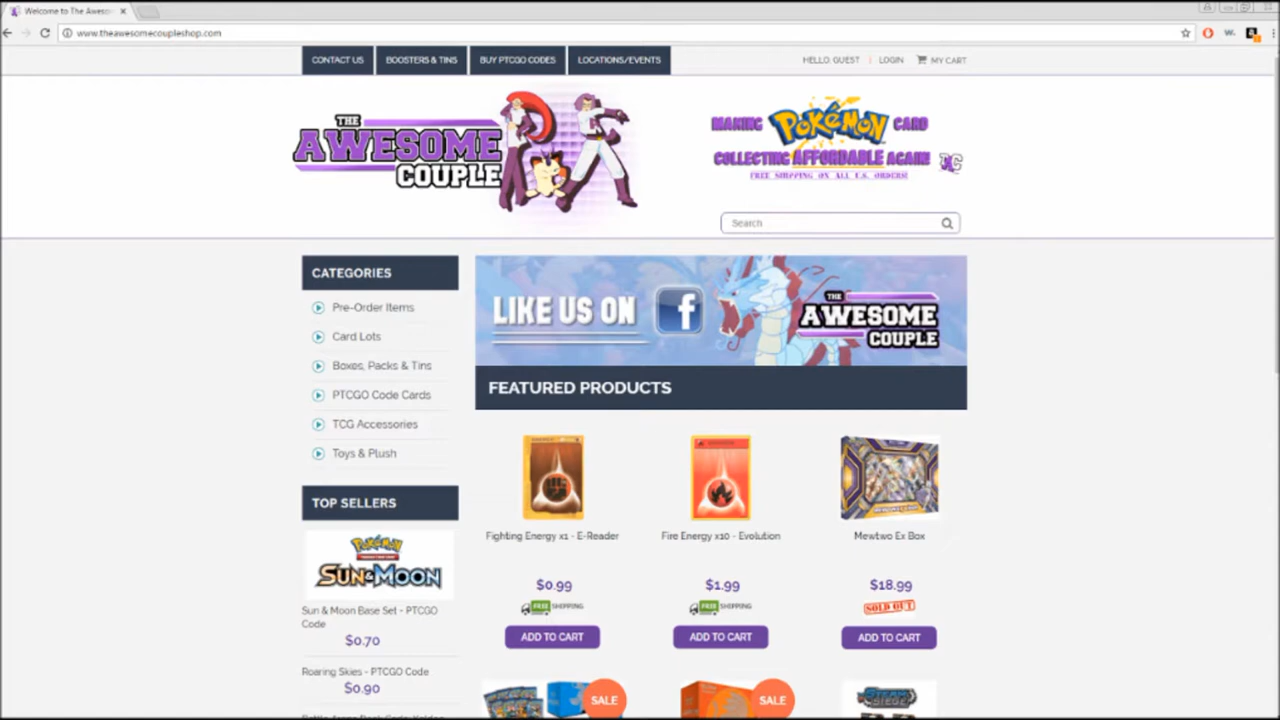 Welcome to The Aweso
www.theawesomecoupleshop.com
CONTACT US
BOOSTERS & TINS
BUY PTCGO CODES
LOCATIONS/EVENTS
HELLO, GUEST
LOGIN
MY CART
THE
AWESOME
COUPLE
MAKING Pokémon CARD
COLLECTING AFFORDABLE AGAIN!
FREE SHIPPING ON ALL U.S. ORDERS!
Search
CATEGORIES
Pre-Order Items
Card Lots
Boxes, Packs & Tins
PTCGO Code Cards
TCG Accessories
Toys & Plush
LIKE US ON f
THE
AWESOME
COUPLE
FEATURED PRODUCTS
Fighting Energy x1 - E-Reader
$0.99
FREE SHIPPING
ADD TO CART
Fire Energy x10 - Evolution
$1.99
FREE SHIPPING
ADD TO CART
Mewtwo Ex Box
$18.99
SOLD OUT
ADD TO CART
TOP SELLERS
Pokémon
SUN & MOON
Sun & Moon Base Set - PTCGO
Code
$0.70
Roaring Skies - PTCGO Code
$0.90
SALE
SALE
STEAM
SIEGE